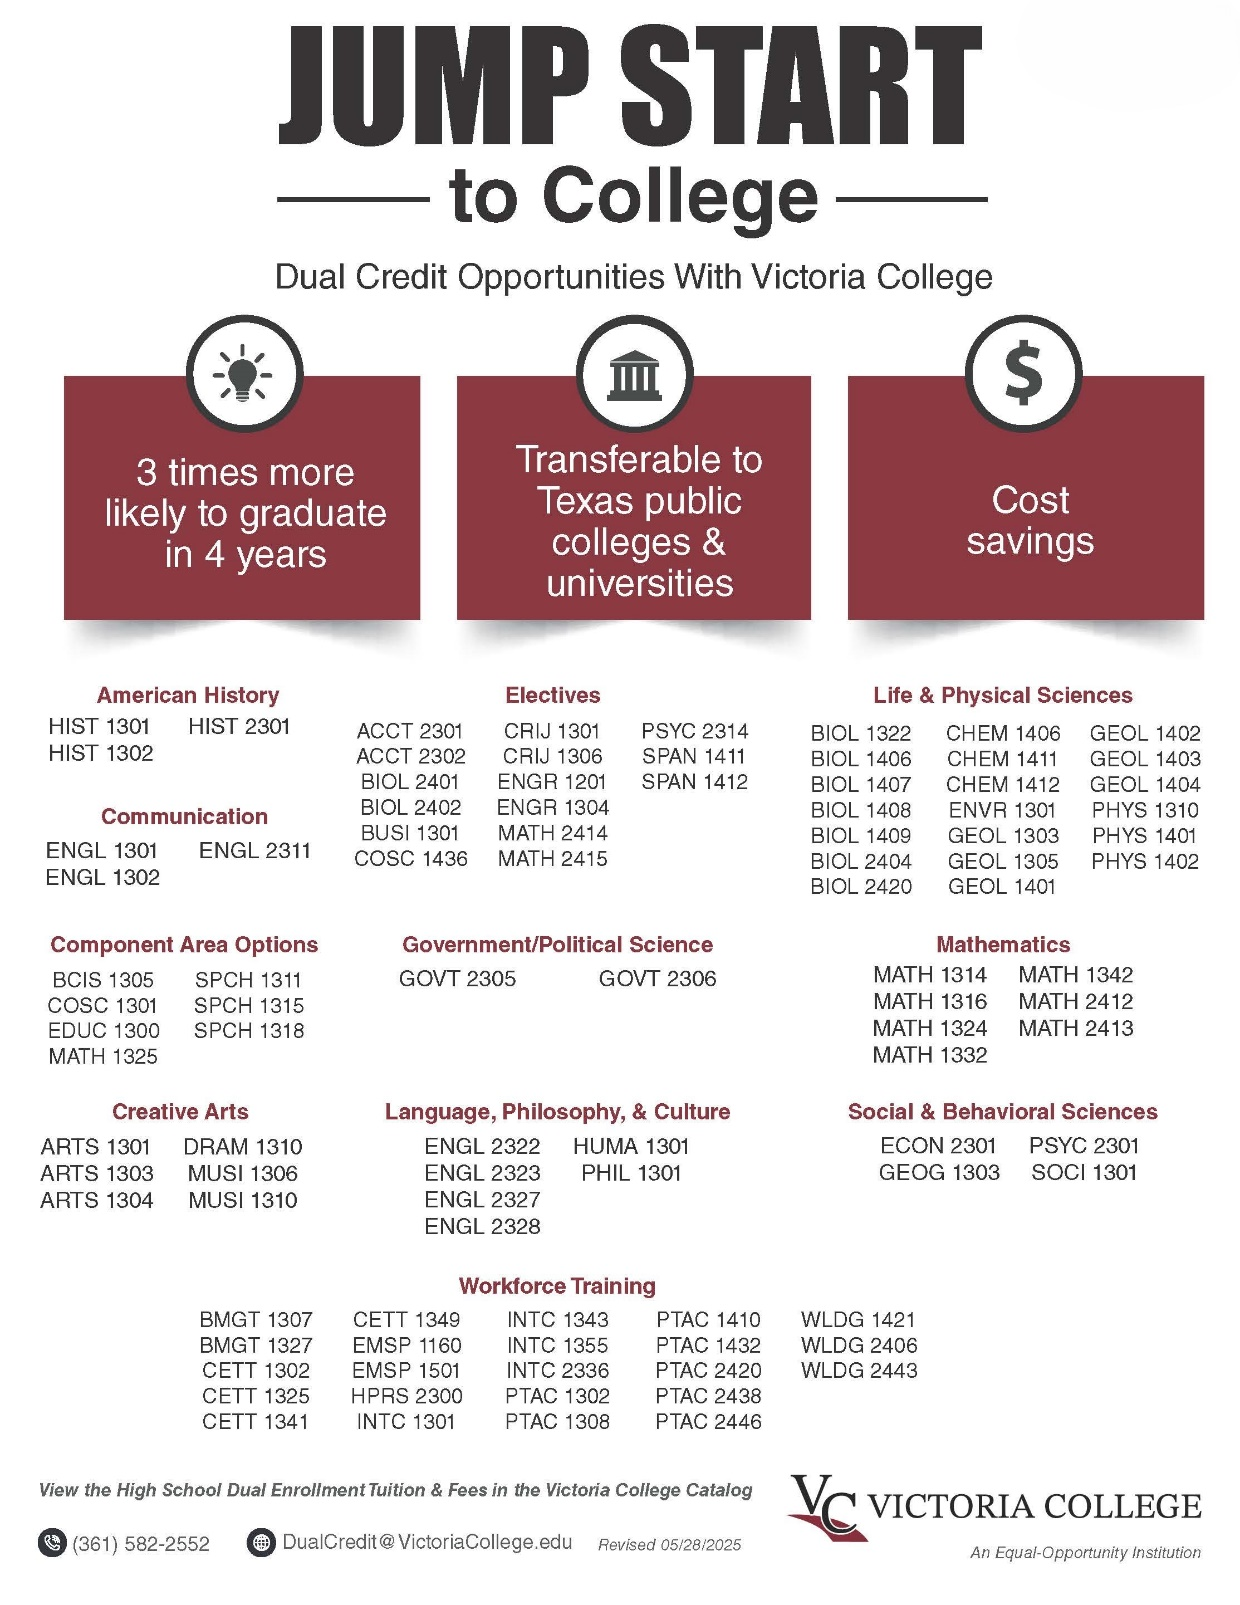 JUMP START
to College
Dual Credit Opportunities With Victoria College
3 times more
likely to graduate
in 4 years
Transferable to
Texas public
colleges &
universities
$
Cost
savings
American History
HIST 1301 HIST 2301
HIST 1302
Communication
ENGL 1301 ENGL 2311
ENGL 1302
Electives
ACCT 2301 CRIJ 1301 PSYC 2314
ACCT 2302 CRIJ 1306 SPAN 1411
BIOL 2401 ENGR 1201 SPAN 1412
BIOL 2402 ENGR 1304
BUSI 1301 MATH 2414
COSC 1436 MATH 2415
Life & Physical Sciences
BIOL 1322 CHEM 1406 GEOL 1402
BIOL 1406 CHEM 1411 GEOL 1403
BIOL 1407 CHEM 1412 GEOL 1404
BIOL 1408 ENVR 1301 PHYS 1310
BIOL 1409 GEOL 1303 PHYS 1401
BIOL 2404 GEOL 1305 PHYS 1402
BIOL 2420 GEOL 1401
Component Area Options
BCIS 1305 SPCH 1311
COSC 1301 SPCH 1315
EDUC 1300 SPCH 1318
MATH 1325
Government/Political Science
GOVT 2305 GOVT 2306
Mathematics
MATH 1314 MATH 1342
MATH 1316 MATH 2412
MATH 1324 MATH 2413
MATH 1332
Creative Arts
ARTS 1301 DRAM 1310
ARTS 1303 MUSI 1306
ARTS 1304 MUSI 1310
Language, Philosophy, & Culture
ENGL 2322 HUMA 1301
ENGL 2323 PHIL 1301
ENGL 2327
ENGL 2328
Social & Behavioral Sciences
ECON 2301 PSYC 2301
GEOG 1303 SOCI 1301
Workforce Training
BMGT 1307 CETT 1349 INTC 1343 PTAC 1410 WLDG 1421
BMGT 1327 EMSP 1160 INTC 1355 PTAC 1432 WLDG 2406
CETT 1302 EMSP 1501 INTC 2336 PTAC 2420 WLDG 2443
CETT 1325 HPRS 2300 PTAC 1302 PTAC 2438
CETT 1341 INTC 1301 PTAC 1308 PTAC 2446
View the High School Dual Enrollment Tuition & Fees in the Victoria College Catalog
(361) 582-2552 DualCredit@VictoriaCollege.edu Revised 05/28/2025
VC VICTORIA COLLEGE
An Equal-Opportunity Institution